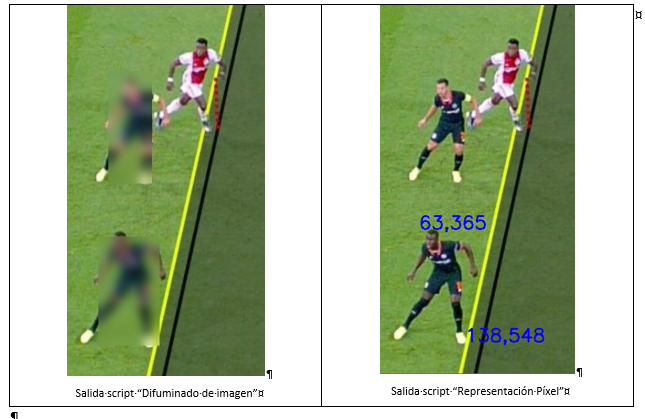 63,365
138,548
Salida·script·“Difuminado·de·imagen”¤
Salida·script·“Representación·Píxel”¤